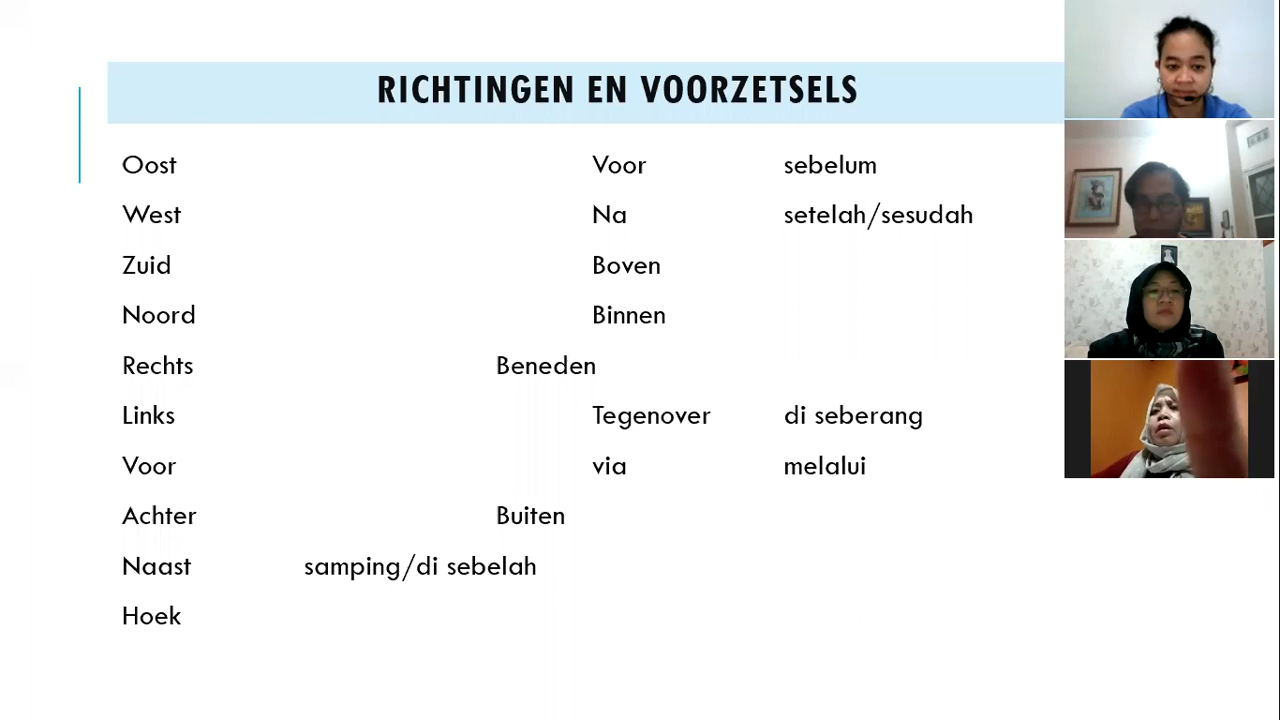 RICHTINGEN EN VOORZETSELS
Oost Voor sebelum
West Na setelah/sesudah
Zuid Boven
Noord Binnen
Rechts Beneden
Links Tegenover di seberang
Voor via melalui
Achter Buiten
Naast samping/di sebelah
Hoek